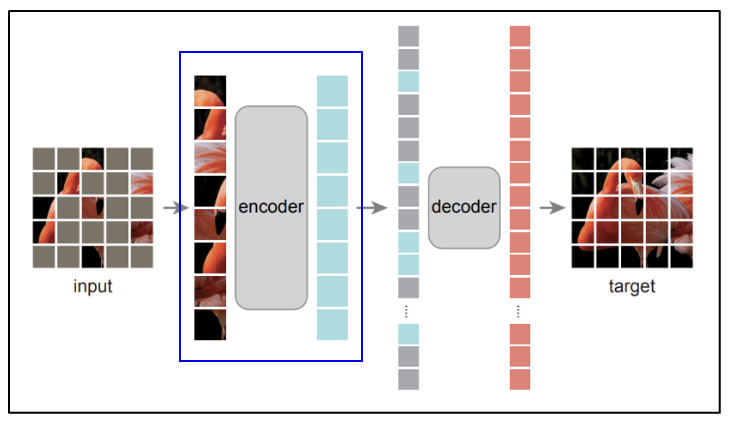 encoder
decoder
input
target